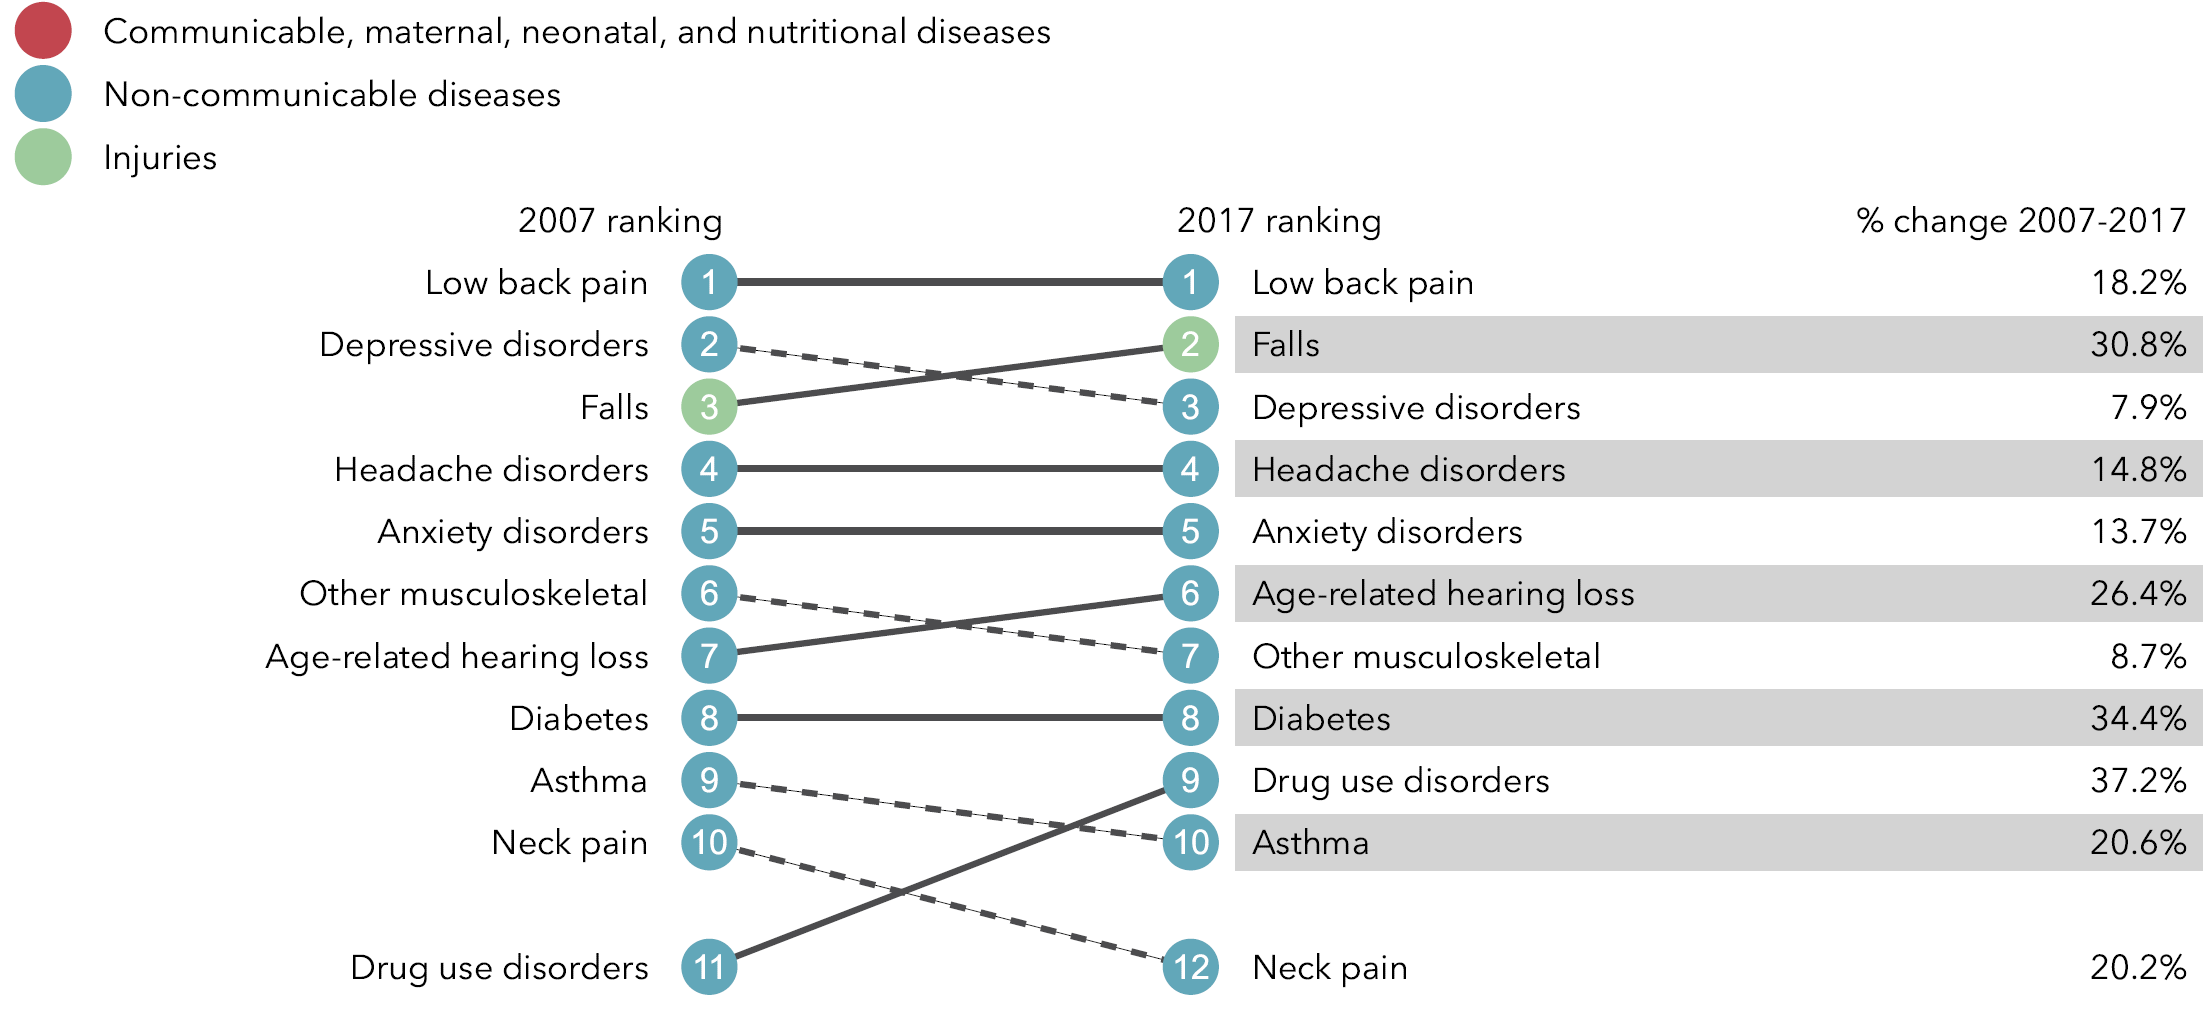 Communicable, maternal, neonatal, and nutritional diseases
Non-communicable diseases
Injuries
2007 ranking 2017 ranking % change 2007-2017
Low back pain 1 1 Low back pain 18.2%
Depressive disorders 2 2 Falls 30.8%
Falls 3 3 Depressive disorders 7.9%
Headache disorders 4 4 Headache disorders 14.8%
Anxiety disorders 5 5 Anxiety disorders 13.7%
Other musculoskeletal 6 6 Age-related hearing loss 26.4%
Age-related hearing loss 7 7 Other musculoskeletal 8.7%
Diabetes 8 8 Diabetes 34.4%
Asthma 9 9 Drug use disorders 37.2%
Neck pain 10 10 Asthma 20.6%
Drug use disorders 11 12 Neck pain 20.2%